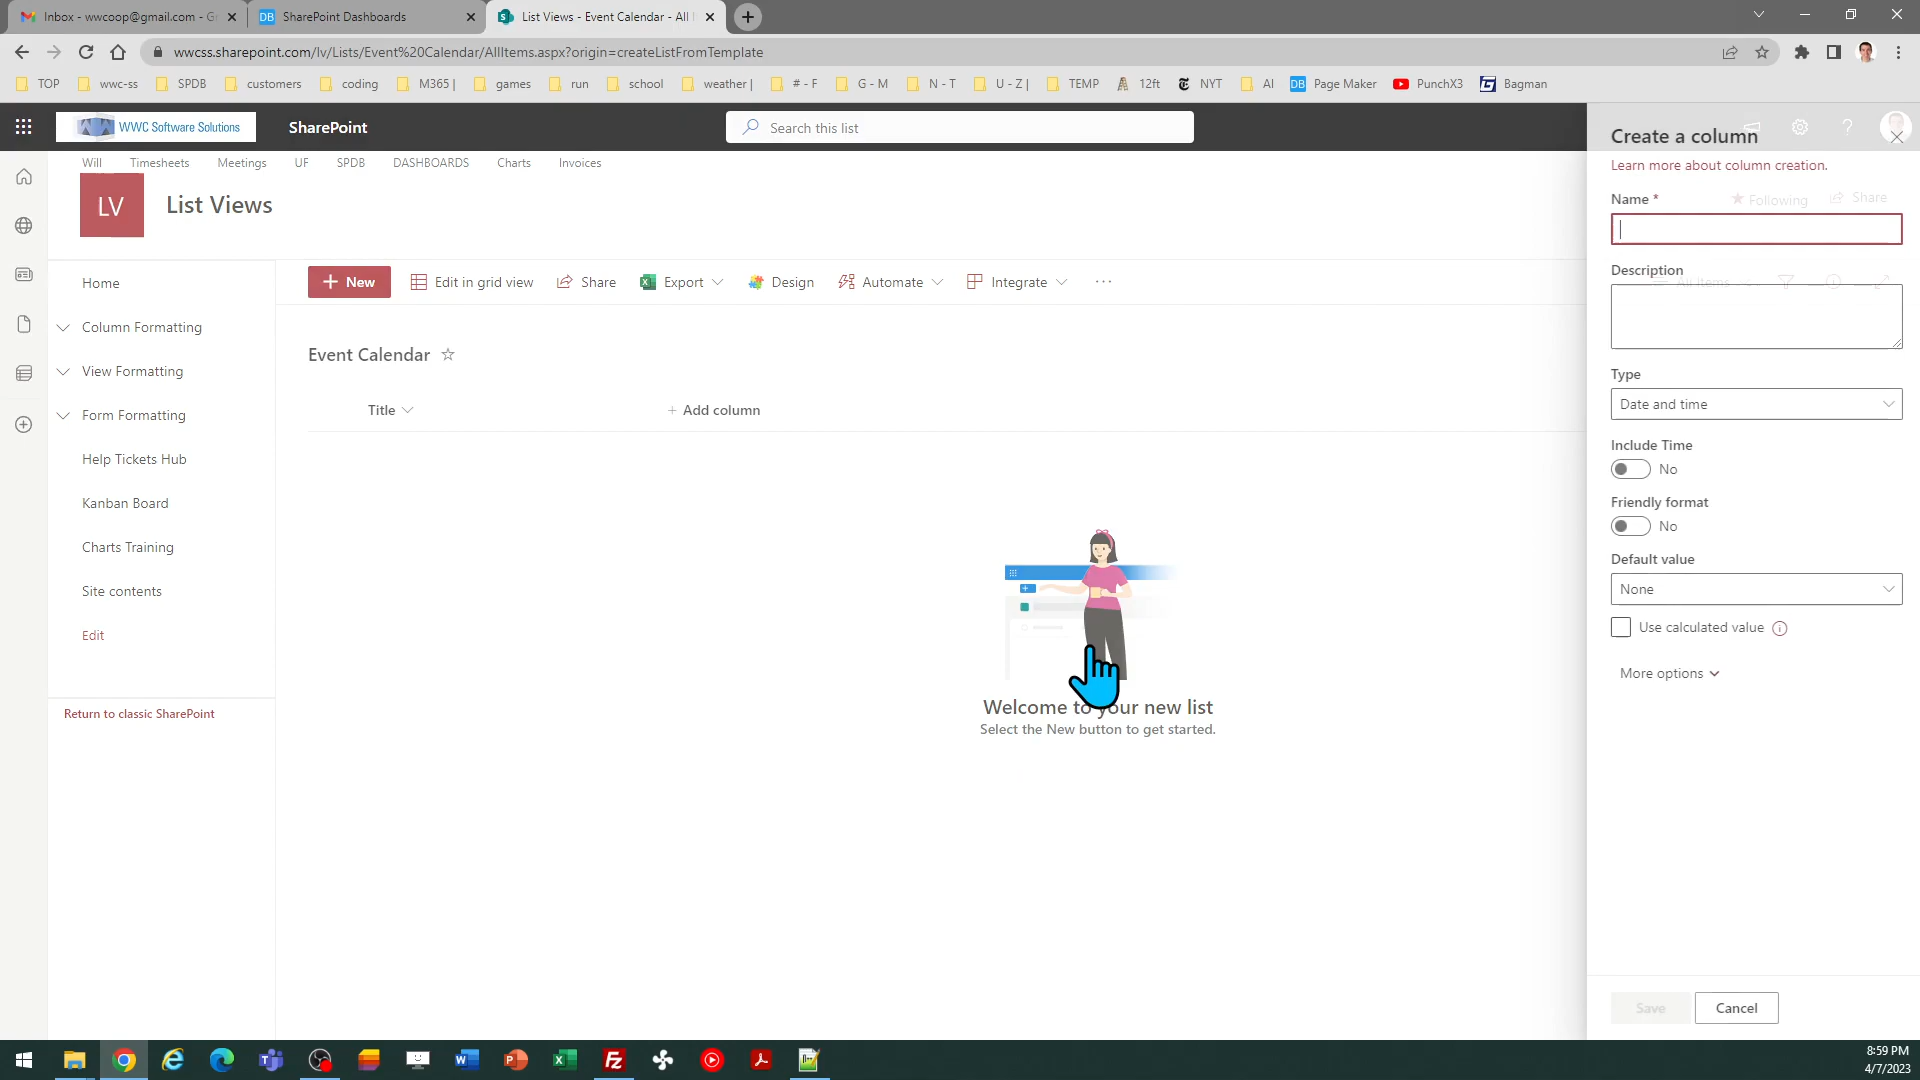 Inbox - wwcoop@gmail.com - G
SharePoint Dashboards
List Views - Event Calendar - All I
wwcss.sharepoint.com/lv/Lists/Event%20Calendar/AllItems.aspx?origin=createListFromTemplate
TOP wwc-ss SPDB customers coding M365 | games run school weather | # - F G - M N - T U - Z | TEMP 12ft NYT AI DB Page Maker PunchX3 Bagman
WWC Software Solutions
SharePoint
Search this list
Will Timesheets Meetings UF SPDB DASHBOARDS Charts Invoices
LV
List Views
Home
Column Formatting
View Formatting
Form Formatting
Help Tickets Hub
Kanban Board
Charts Training
Site contents
Edit
Return to classic SharePoint
+ New Edit in grid view Share Export Design Automate Integrate ...
Event Calendar
Title
+ Add column
Welcome to your new list
Select the New button to get started.
Create a column
Learn more about column creation.
Name *
Following Share
Description
All Items
Type
Date and time
Include Time
No
Friendly format
No
Default value
None
Use calculated value
More options
Save
Cancel
8:59 PM
4/7/2023